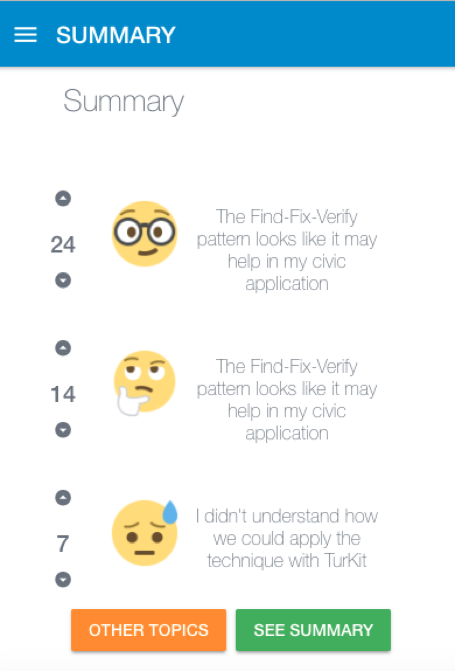 SUMMARY
Summary
24
The Find-Fix-Verify
pattern looks like it may
help in my civic
application
14
The Find-Fix-Verify
pattern looks like it may
help in my civic
application
7
I didn't understand how
we could apply the
technique with TurKit
OTHER TOPICS
SEE SUMMARY